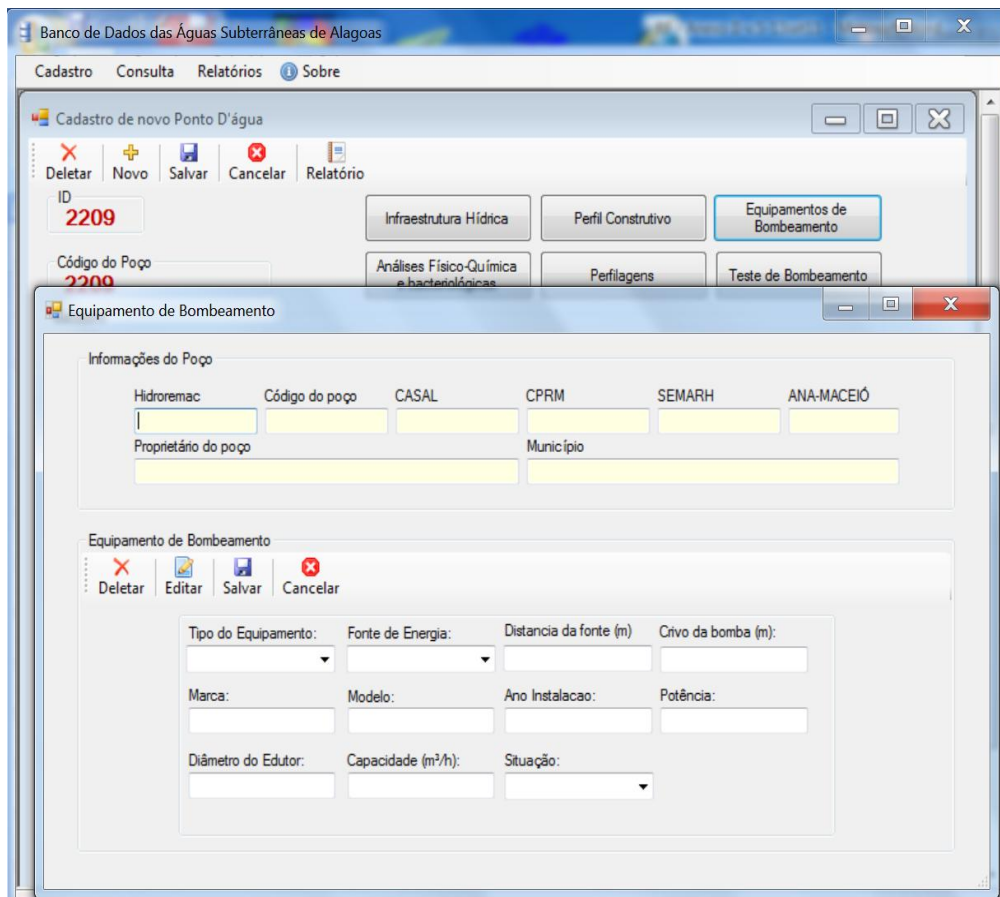 Banco de Dados das Águas Subterrâneas de Alagoas
Cadastro Consulta Relatórios Sobre
Cadastro de novo Ponto D'água
Deletar Novo Salvar Cancelar Relatório
ID
2209
Infraestrutura Hídrica Perfil Construtivo Equipamentos de Bombeamento
Código do Poço
2209
Análises Físico-Química e bacteriológicas Perfilagens Teste de Bombeamento
Equipamento de Bombeamento
Informações do Poço
Hidroremac Código do poço CASAL CPRM SEMARH ANA-MACEIÓ
Proprietário do poço Município
Equipamento de Bombeamento
Deletar Editar Salvar Cancelar
Tipo do Equipamento: Fonte de Energia: Distancia da fonte (m) Crivo da bomba (m):
Marca: Modelo: Ano Instalacao: Potência:
Diâmetro do Edutor: Capacidade (m³/h): Situação: